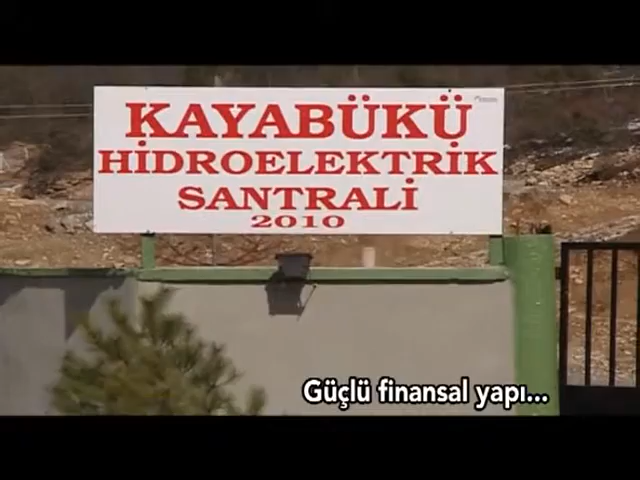 KAYABÜKÜ
HİDROELEKTRİK
SANTRALİ
2010
Güçlü finansal yapı...